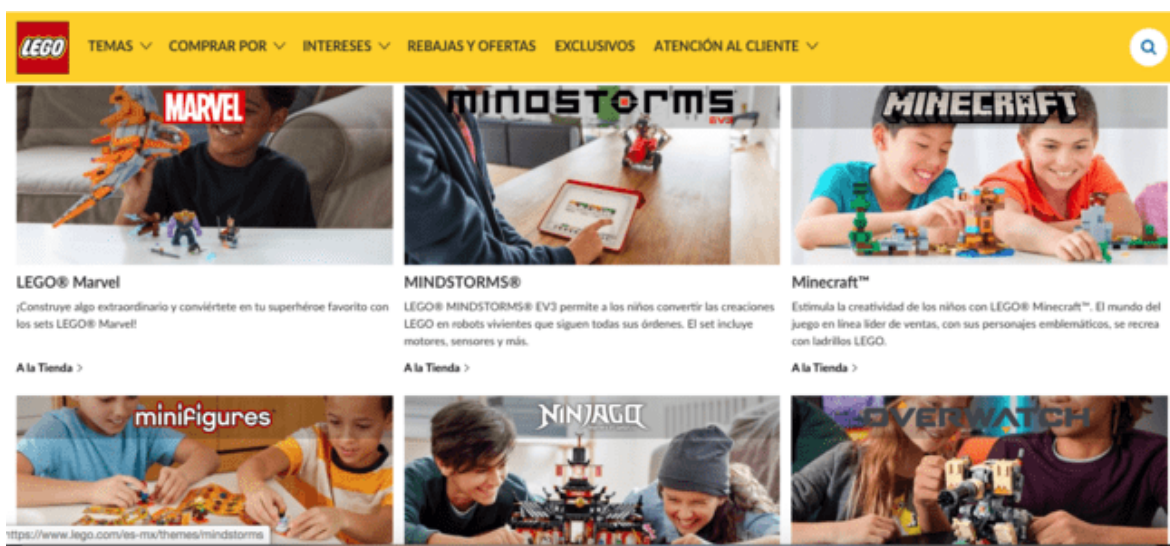 LEGO
TEMAS COMPRAR POR INTERESES REBAJAS Y OFERTAS EXCLUSIVOS ATENCIÓN AL CLIENTE
MARVEL
MINDSTORMS
EV3
MINECRAFT
LEGO® Marvel
¡Construye algo extraordinario y conviértete en tu superhéroe favorito con
los sets LEGO® Marvel!
A la Tienda >
MINDSTORMS®
LEGO® MINDSTORMS® EV3 permite a los niños convertir las creaciones
LEGO en robots vivientes que siguen todas sus órdenes. El set incluye
motores, sensores y más.
A la Tienda >
Minecraft™
Estimula la creatividad de los niños con LEGO® Minecraft™. El mundo del
juego en línea líder de ventas, con sus personajes emblemáticos, se recrea
con ladrillos LEGO.
A la Tienda >
minifigures
NINJAGO
OVERWATCH
https://www.lego.com/es-mx/themes/mindstorms